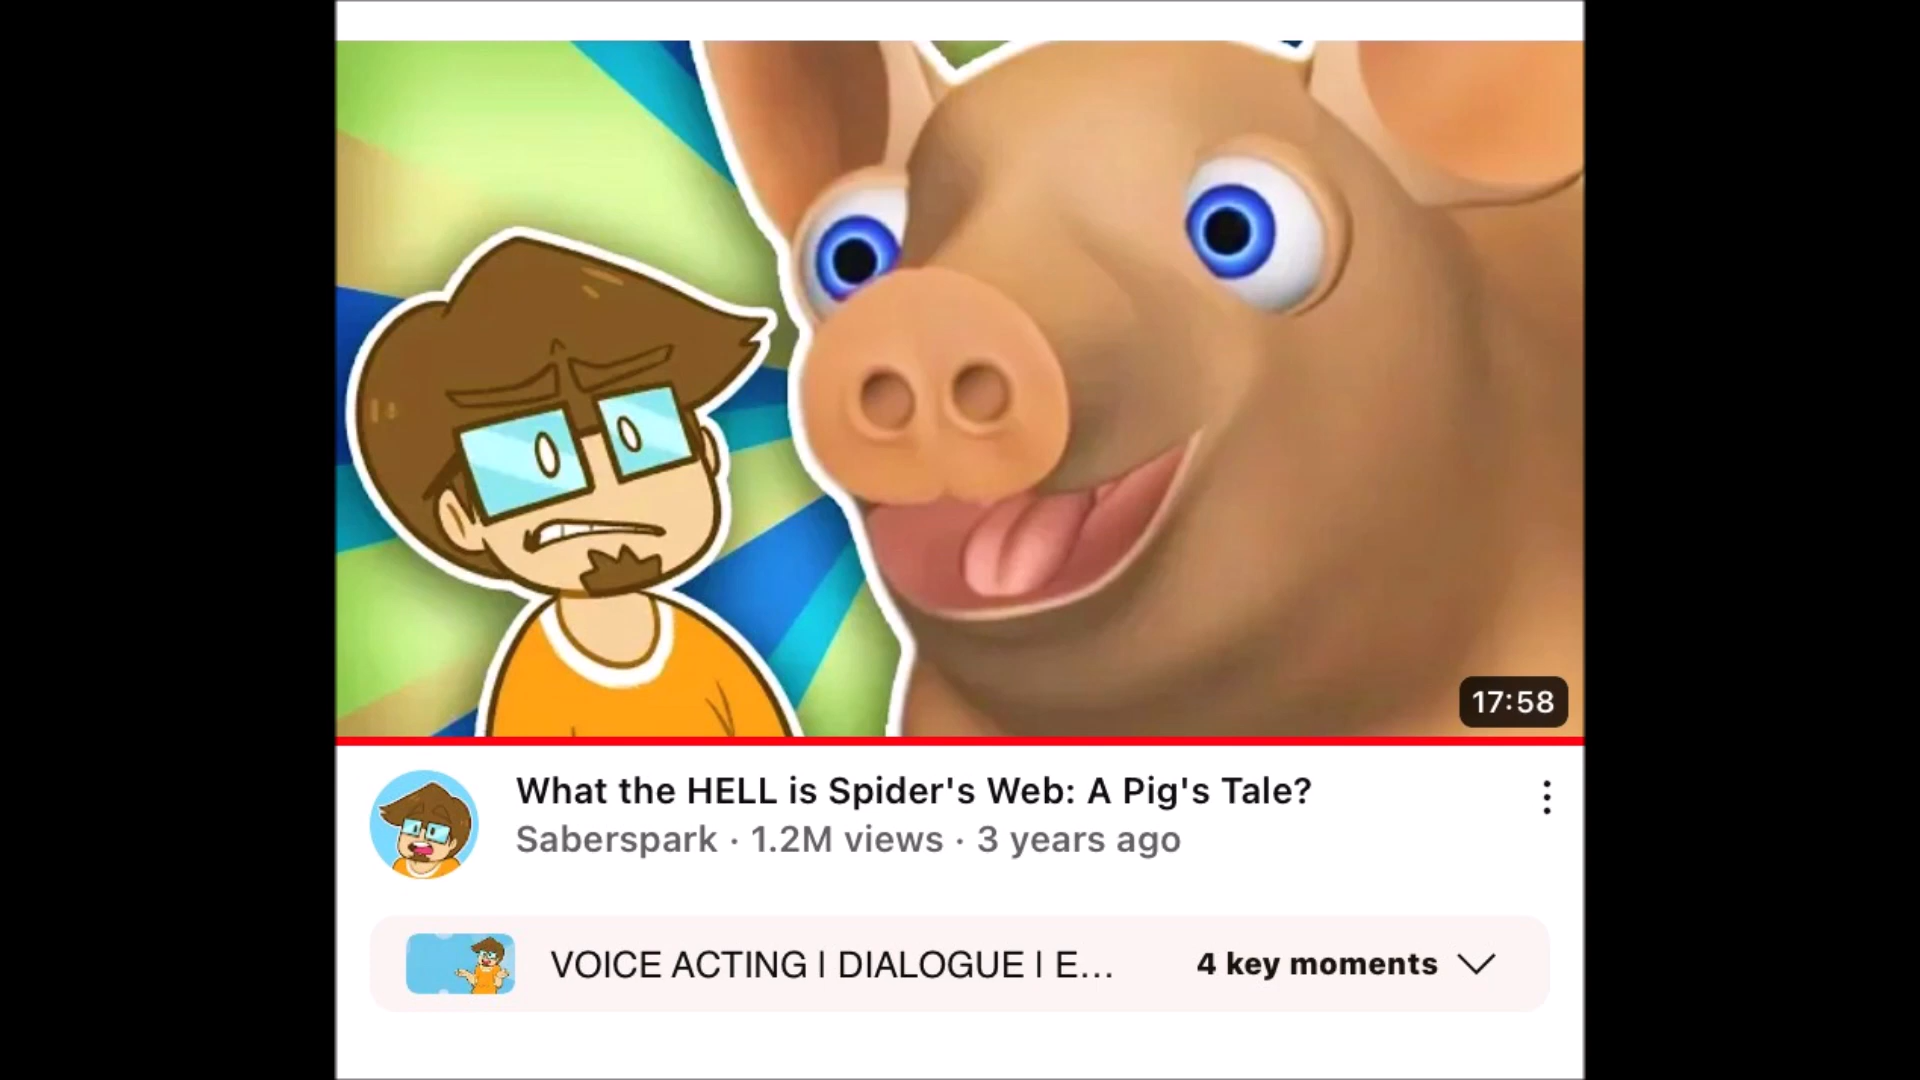 17:58
What the HELL is Spider's Web: A Pig's Tale?
Saberspark · 1.2M views · 3 years ago
VOICE ACTING | DIALOGUE | E... 4 key moments